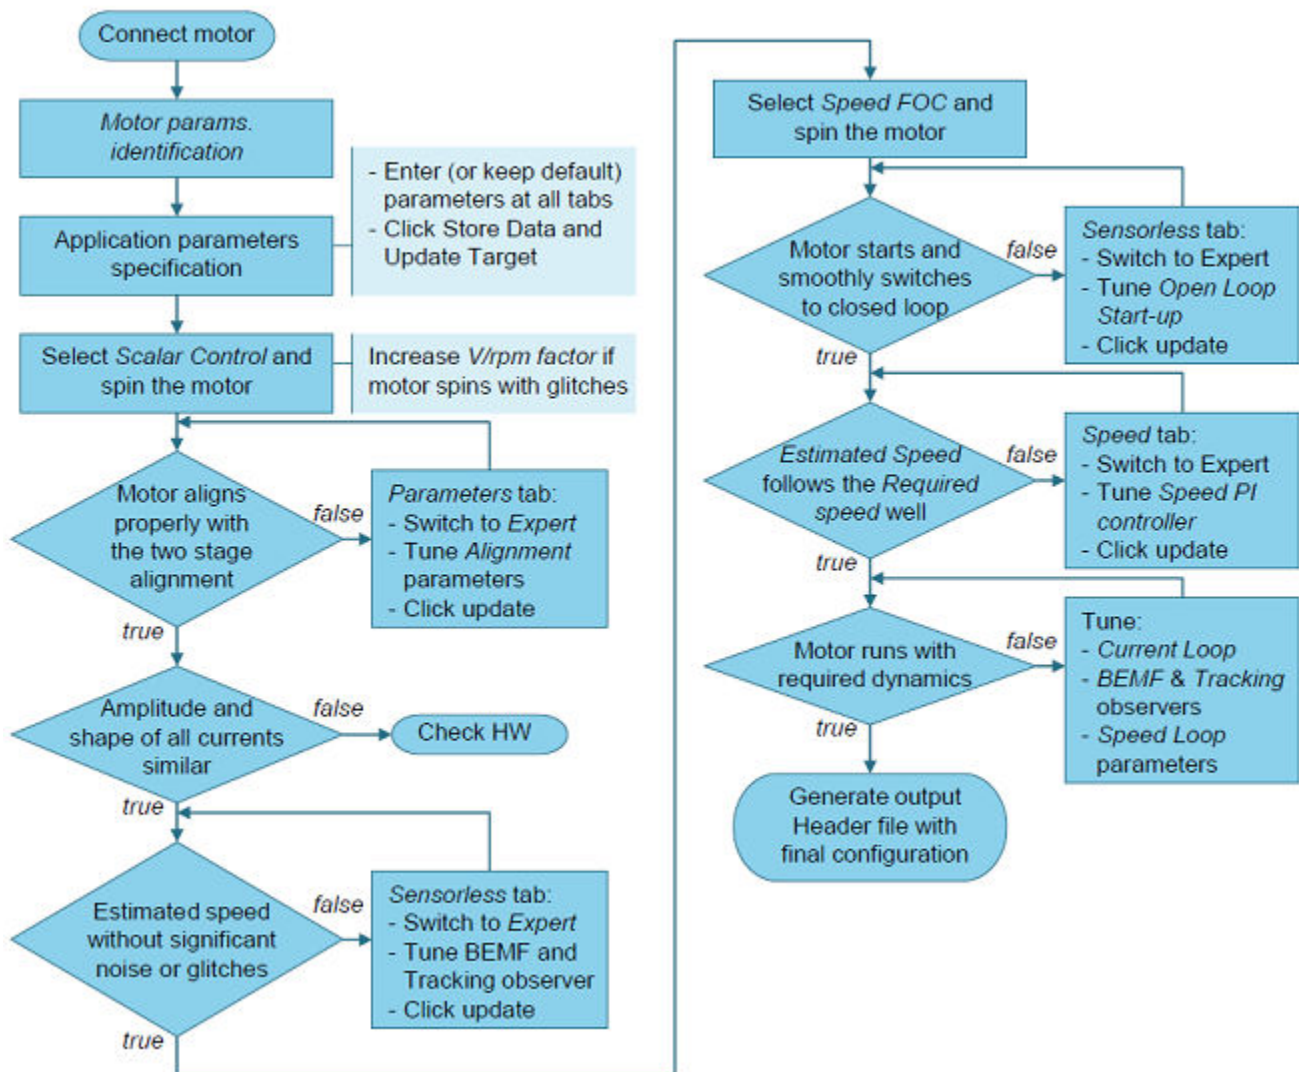 Connect motor
Motor params.
identification
Application parameters
specification
- Enter (or keep default)
parameters at all tabs
- Click Store Data and
Update Target
Select Scalar Control and
spin the motor
Increase V/rpm factor if
motor spins with glitches
Motor aligns
properly with
the two stage
alignment
false
true
Parameters tab:
- Switch to Expert
- Tune Alignment
parameters
- Click update
Amplitude and
shape of all currents
similar
false
true
Check HW
Estimated speed
without significant
noise or glitches
false
true
Sensorless tab:
- Switch to Expert
- Tune BEMF and
Tracking observer
- Click update
Select Speed FOC and
spin the motor
Motor starts and
smoothly switches
to closed loop
false
true
Sensorless tab:
- Switch to Expert
- Tune Open Loop
Start-up
- Click update
Estimated Speed
follows the Required
speed well
false
true
Speed tab:
- Switch to Expert
- Tune Speed PI
controller
- Click update
Motor runs with
required dynamics
false
true
Tune:
- Current Loop
- BEMF & Tracking
observers
- Speed Loop
parameters
Generate output
Header file with
final configuration